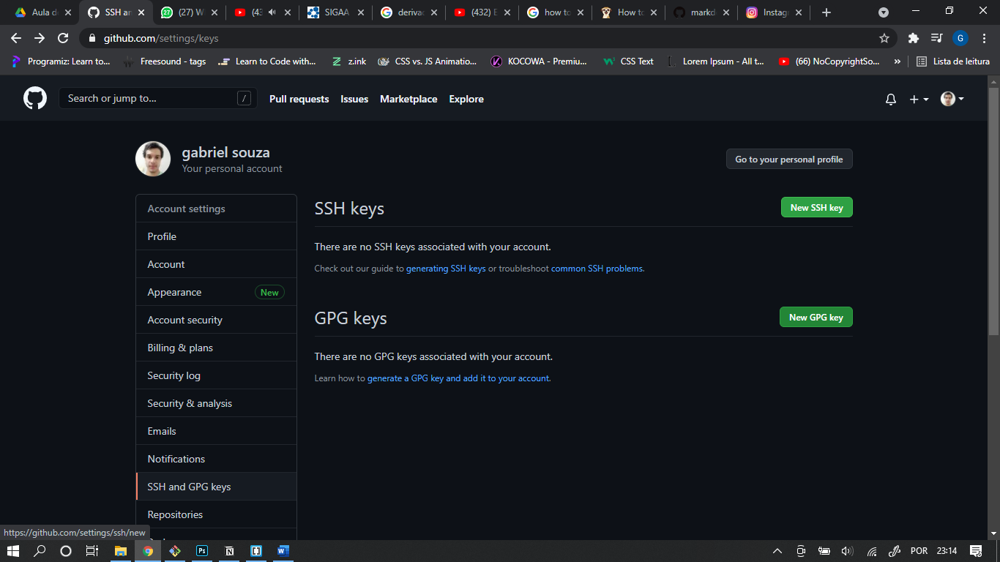 Aula d
SSH an
(27) W
(43
SIGAA
deriva
(432) E
how to
How to
markd
Instag
github.com/settings/keys
G
Programiz: Learn to...
Freesound - tags
Learn to Code with...
z.ink
CSS vs. JS Animatio...
KOCOWA - Premiu...
CSS Text
Lorem Ipsum - All t...
(66) NoCopyrightSo...
»
Lista de leitura
Search or jump to...
/
Pull requests
Issues
Marketplace
Explore
gabriel souza
Your personal account
Go to your personal profile
Account settings
Profile
Account
Appearance
New
Account security
Billing & plans
Security log
Security & analysis
Emails
Notifications
SSH and GPG keys
Repositories
SSH keys
New SSH key
There are no SSH keys associated with your account.
Check out our guide to generating SSH keys or troubleshoot common SSH problems.
GPG keys
New GPG key
There are no GPG keys associated with your account.
Learn how to generate a GPG key and add it to your account.
https://github.com/settings/ssh/new
Ps
POR
23:14